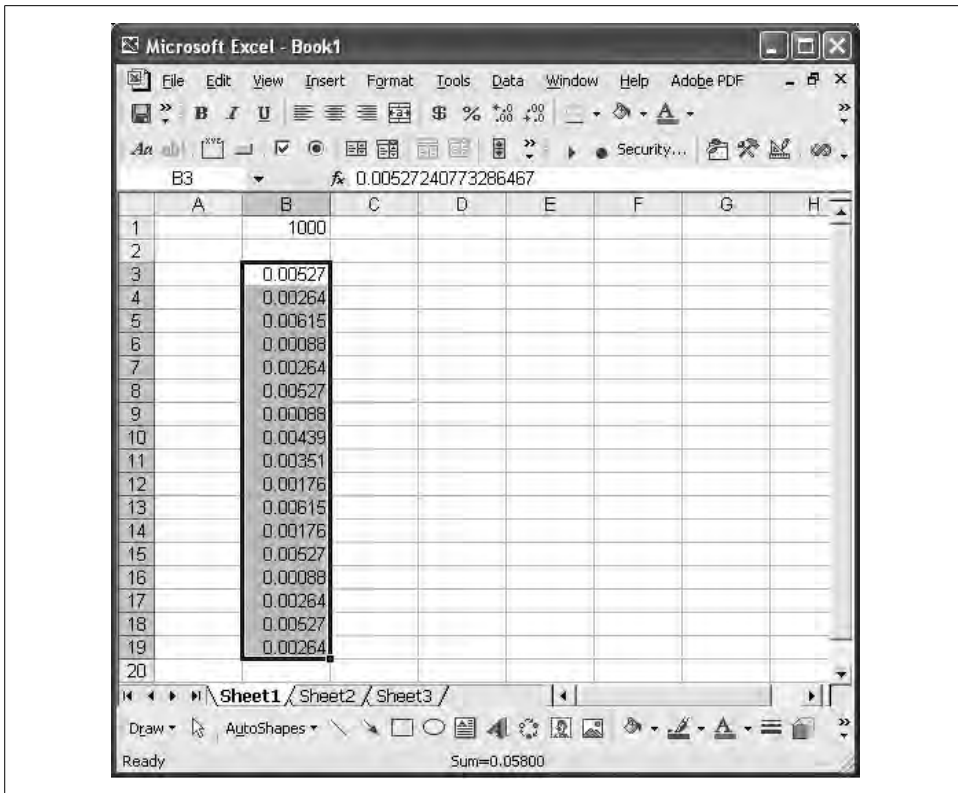 Microsoft Excel - Book1
File Edit View Insert Format Tools Data Window Help Adobe PDF
B I U $ %
Aa ab| Security...
B3 fx 0.00527240773286467
A B C D E F G H
1 1000
2
3 0.00527
4 0.00264
5 0.00615
6 0.00088
7 0.00264
8 0.00527
9 0.00088
10 0.00439
11 0.00351
12 0.00176
13 0.00615
14 0.00176
15 0.00527
16 0.00088
17 0.00264
18 0.00527
19 0.00264
20
Sheet1 / Sheet2 / Sheet3 /
Draw AutoShapes A
Ready Sum=0.05800